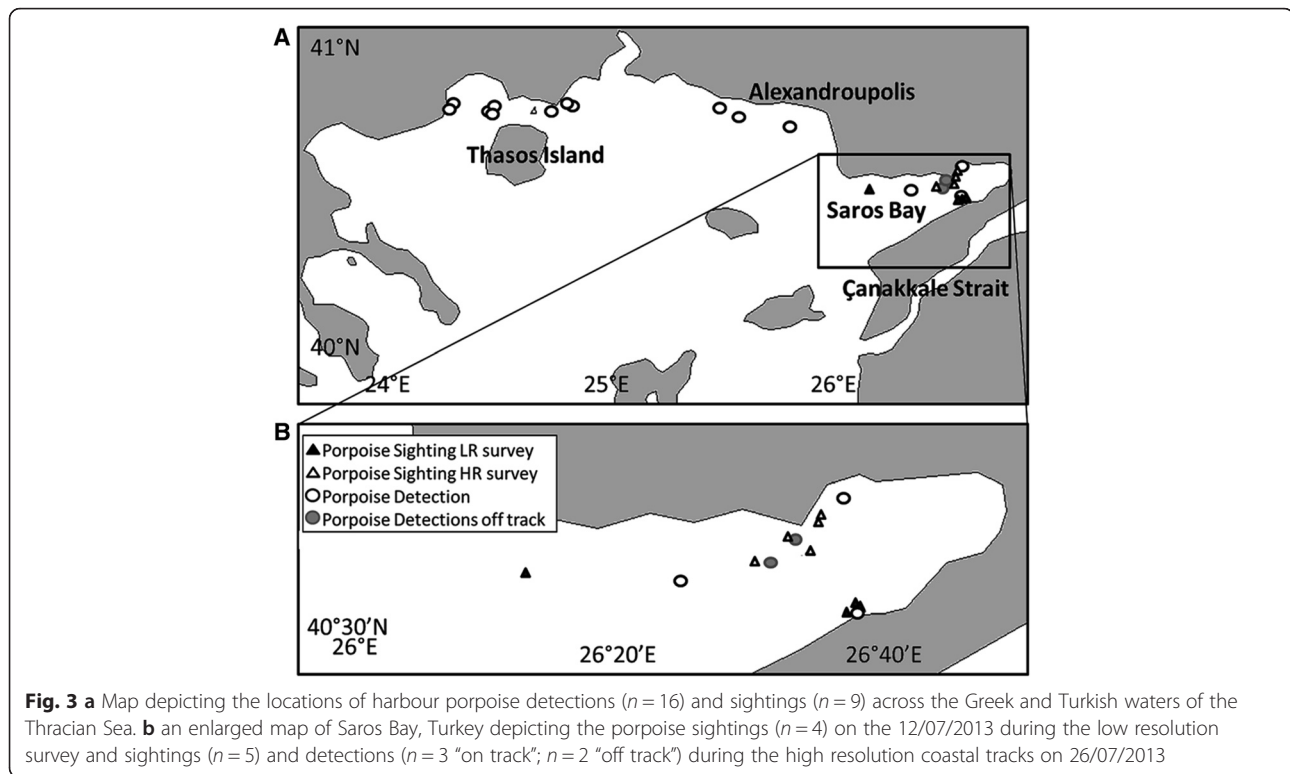 A
41°N
Alexandroupolis
Thasos Island
Saros Bay
Çanakkale Strait
40°N
24°E
25°E
26°E
B
Porpoise Sighting LR survey
Porpoise Sighting HR survey
Porpoise Detection
Porpoise Detections off track
40°30'N
26°E
26°20'E
26°40'E
Fig. 3 a Map depicting the locations of harbour porpoise detections (n = 16) and sightings (n = 9) across the Greek and Turkish waters of the
Thracian Sea. b an enlarged map of Saros Bay, Turkey depicting the porpoise sightings (n = 4) on the 12/07/2013 during the low resolution
survey and sightings (n = 5) and detections (n = 3 “on track”; n = 2 “off track”) during the high resolution coastal tracks on 26/07/2013